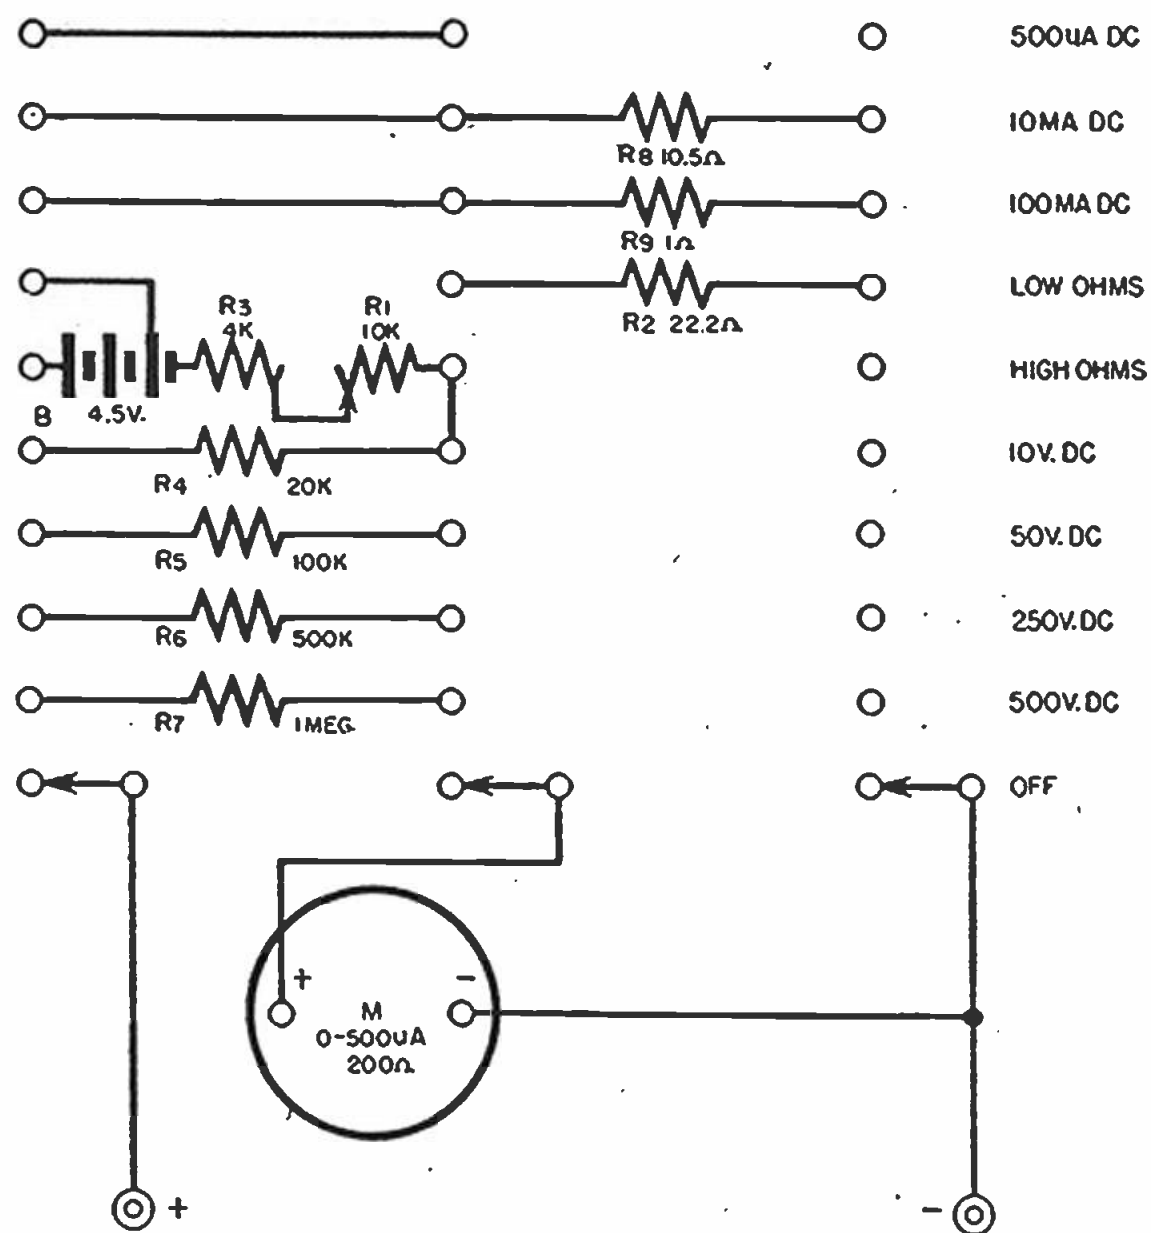 500uA DC
10MA DC
R8 10.5Ω
100MA DC
R9 1Ω
LOW OHMS
R2 22.2Ω
R3
4K
R1
10K
HIGH OHMS
B
4.5V.
10V.DC
R4
20K
50V.DC
R5
100K
250V.DC
R6
500K
500V.DC
R7
1MEG.
OFF
+
-
M
0-500uA
200Ω
+
-